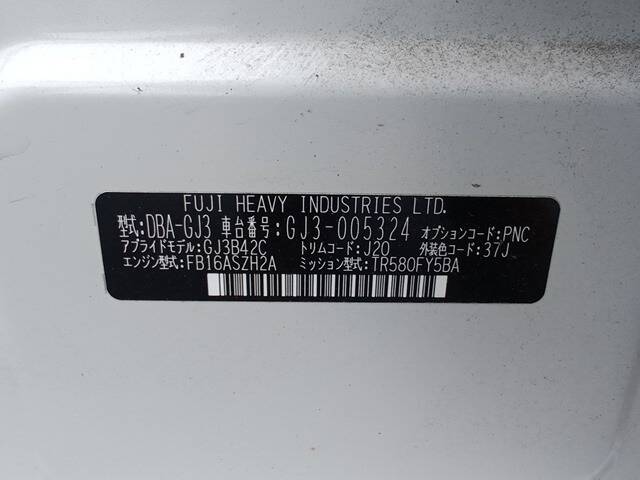 FUJI HEAVY INDUSTRIES LTD.
型式:DBA-GJ3 車台番号:GJ3-005324 オプションコード:PNC
アプライドモデル:GJ3B42C トリムコード:J20 外装色コード:37J
エンジン型式:FB16ASZH2A ミッション型式:TR580FY5BA